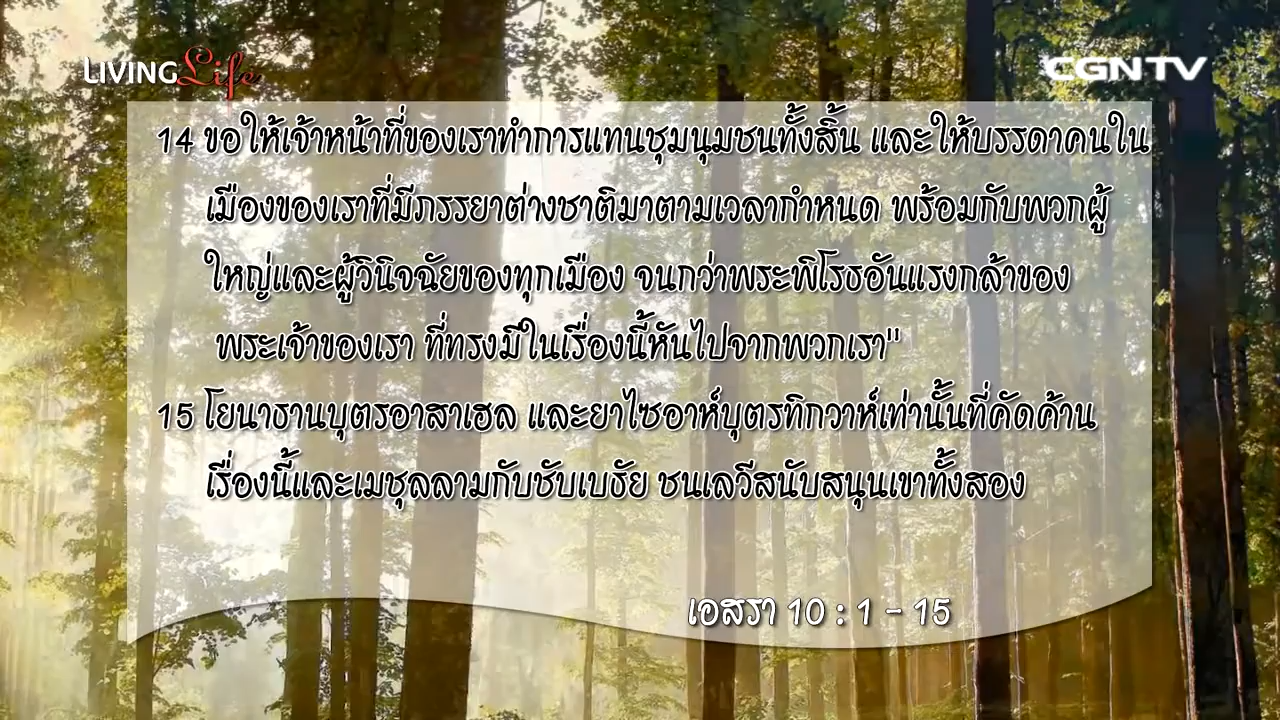 LIVING Life
CGNTV
14 ขอให้เจ้าหน้าที่ของเราทำการแทนชุมนุมชนทั้งสิ้น และให้บรรดาคนใน
เมืองของเราที่มีภรรยาต่างชาติมาตามเวลากำหนด พร้อมกับพวกผู้
ใหญ่และผู้วินิจฉัยของทุกเมือง จนกว่าพระพิโรธอันแรงกล้าของ
พระเจ้าของเรา ที่ทรงมีในเรื่องนี้หันไปจากพวกเรา"
15 โยนาธานบุตรอาสาเฮล และยาไซอาห์บุตรทิกวาห์เท่านั้นที่คัดค้าน
เรื่องนี้และเมชุลลามกับชับเบธัย ชนเลวีสนับสนุนเขาทั้งสอง
เอสรา 10 : 1 - 15